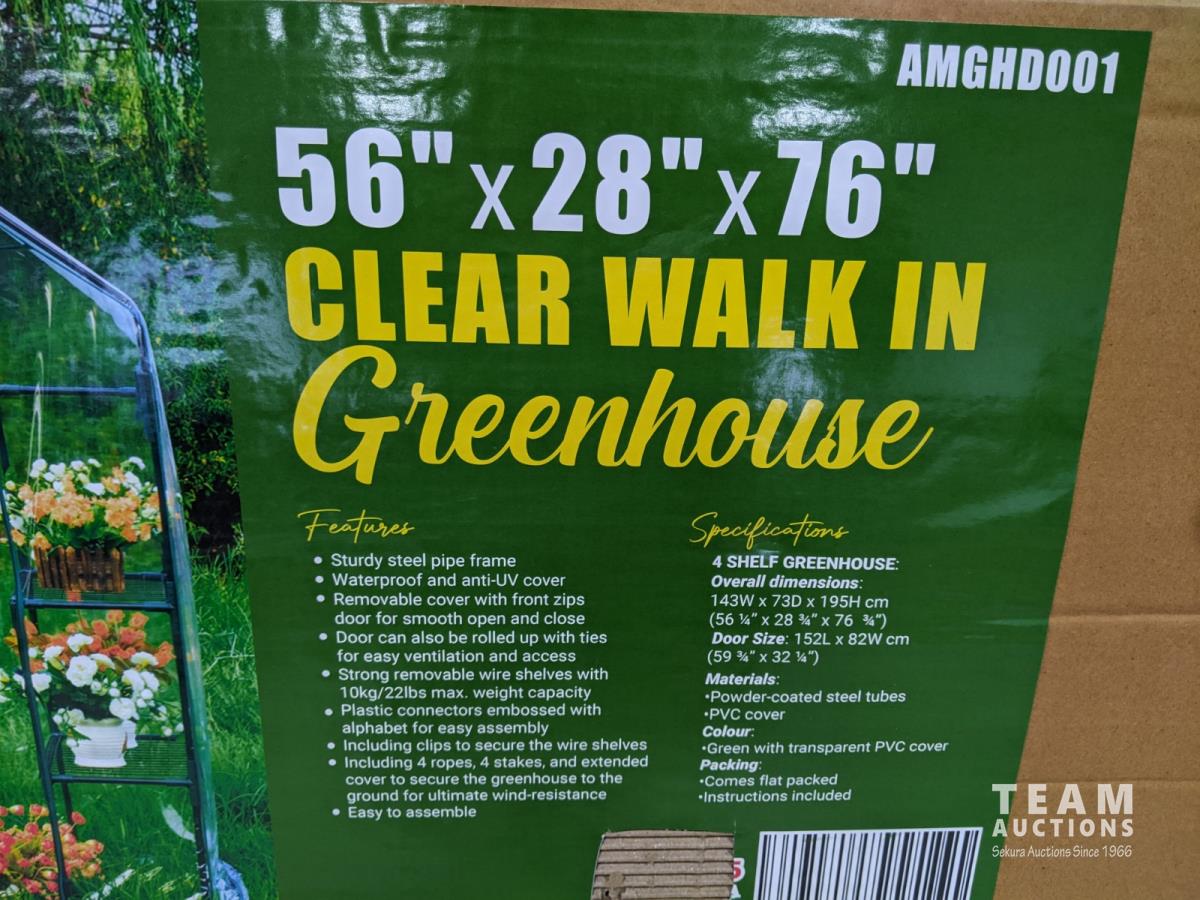 AMGHD001
56" x 28" x 76"
CLEAR WALK IN
Greenhouse
Features
• Sturdy steel pipe frame
• Waterproof and anti-UV cover
• Removable cover with front zips
door for smooth open and close
• Door can also be rolled up with ties
for easy ventilation and access
• Strong removable wire shelves with
10kg/22lbs max. weight capacity
• Plastic connectors embossed with
alphabet for easy assembly
• Including clips to secure the wire shelves
• Including 4 ropes, 4 stakes, and extended
cover to secure the greenhouse to the
ground for ultimate wind-resistance
• Easy to assemble
Specifications
4 SHELF GREENHOUSE:
Overall dimensions:
143W x 73D x 195H cm
(56 ¼" x 28 ¾" x 76 ¾")
Door Size: 152L x 82W cm
(59 ¾" x 32 ¼")
Materials:
•Powder-coated steel tubes
•PVC cover
Colour:
•Green with transparent PVC cover
Packing:
•Comes flat packed
•Instructions included
TEAM
AUCTIONS
Sekura Auctions Since 1966